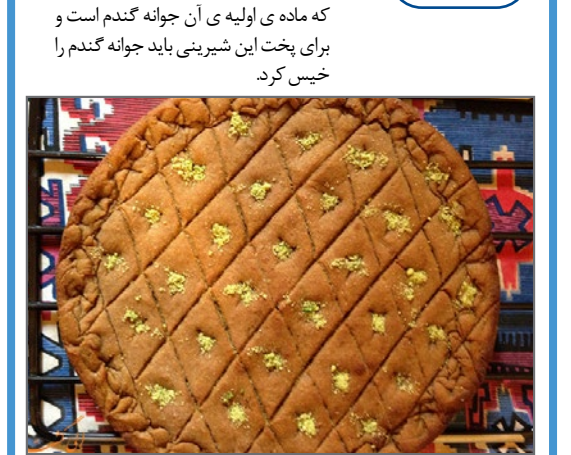 که ماده ی اولیه ی آن جوانه گندم است و
برای پخت این شیرینی باید جوانه گندم را
خیس کرد.